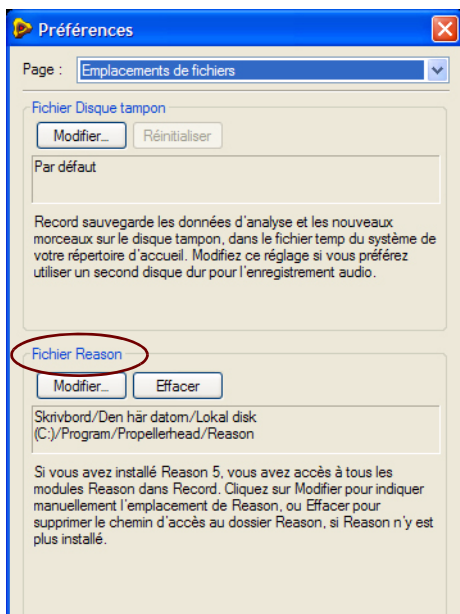 Préférences
Page : Emplacements de fichiers
Fichier Disque tampon
Modifier... Réinitialiser
Par défaut
Record sauvegarde les données d'analyse et les nouveaux
morceaux sur le disque tampon, dans le fichier temp du système de
votre répertoire d'accueil. Modifiez ce réglage si vous préférez
utiliser un second disque dur pour l'enregistrement audio.
Fichier Reason
Modifier... Effacer
Skrivbord/Den här datorn/Lokal disk
(C:)/Program/Propellerhead/Reason
Si vous avez installé Reason 5, vous avez accès à tous les
modules Reason dans Record. Cliquez sur Modifier pour indiquer
manuellement l'emplacement de Reason, ou Effacer pour
supprimer le chemin d'accès au dossier Reason, si Reason n'y est
plus installé.